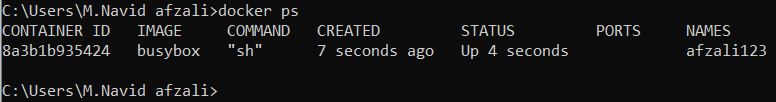 C:\Users\M.Navid afzali>docker ps
CONTAINER ID   IMAGE     COMMAND   CREATED         STATUS         PORTS     NAMES
8a3b1b935424   busybox   "sh"      7 seconds ago   Up 4 seconds             afzali123
C:\Users\M.Navid afzali>